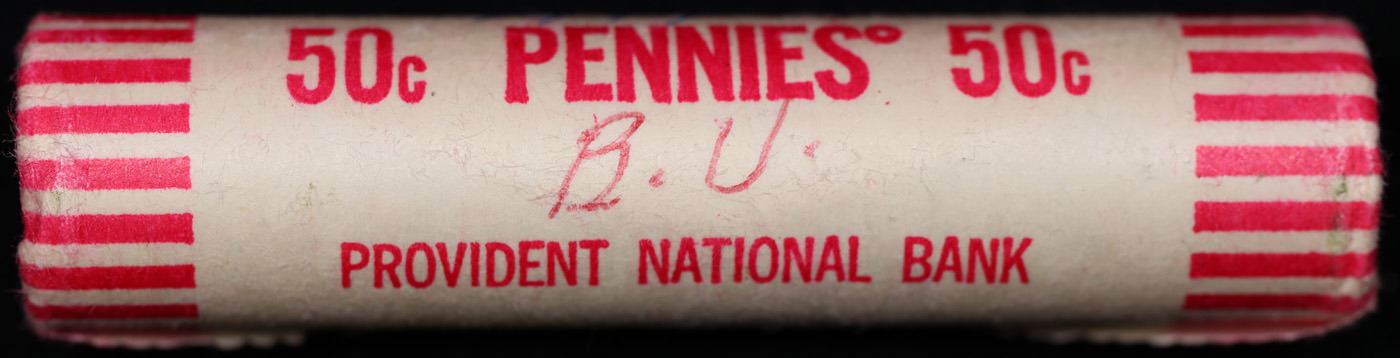 50c PENNIES° 50c
B. U.
PROVIDENT NATIONAL BANK